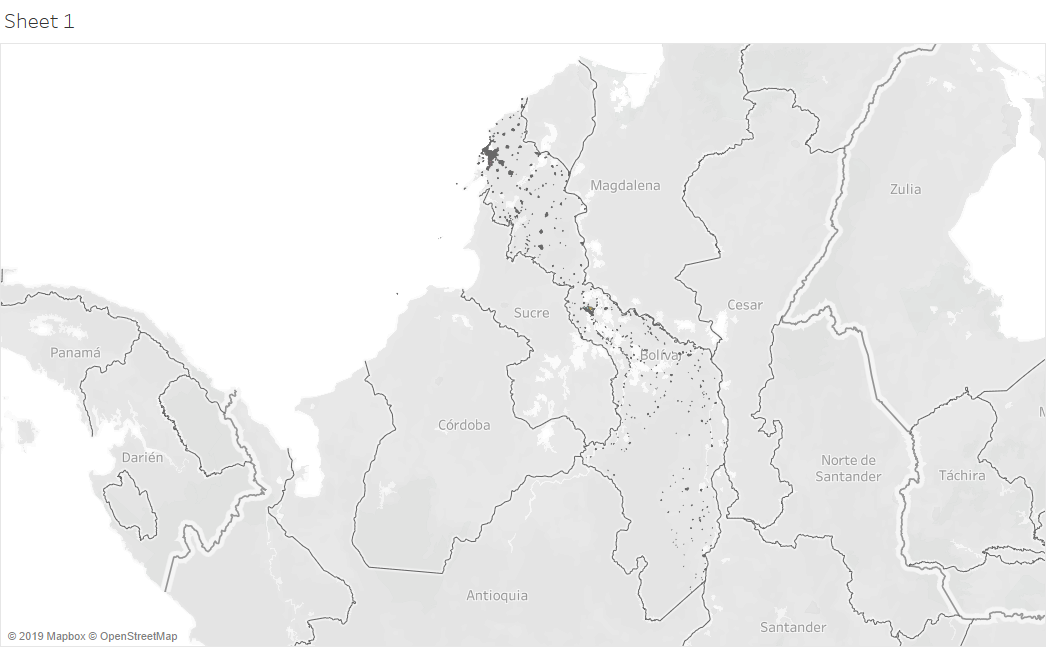 Sheet 1
Magdalena
Zulia
Cesar
Sucre
Panamá
Bolívar
Córdoba
Darién
Norte de
Santander
Táchira
M
Antioquia
Santander
© 2019 Mapbox © OpenStreetMap